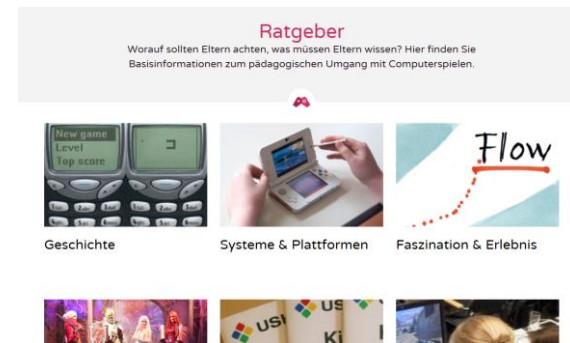 Ratgeber
Worauf sollten Eltern achten, was müssen Eltern wissen? Hier finden Sie
Basisinformationen zum pädagogischen Umgang mit Computerspielen.
New game
Level
Top score
Flow
Geschichte
Systeme & Plattformen
Faszination & Erlebnis